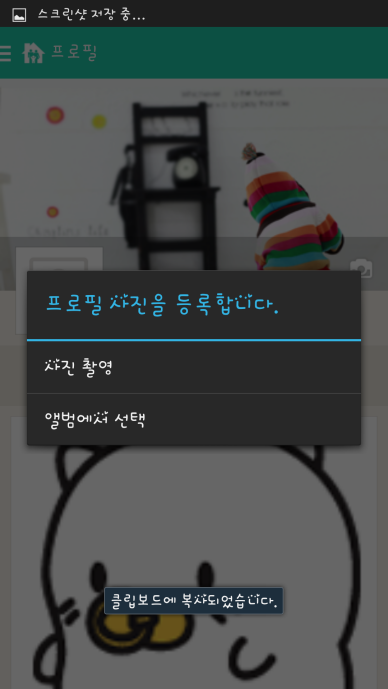 스크린샷 저장 중...
프로필
프로필 사진을 등록합니다.
사진 촬영
앨범에서 선택
클립보드에 복사되었습니다.